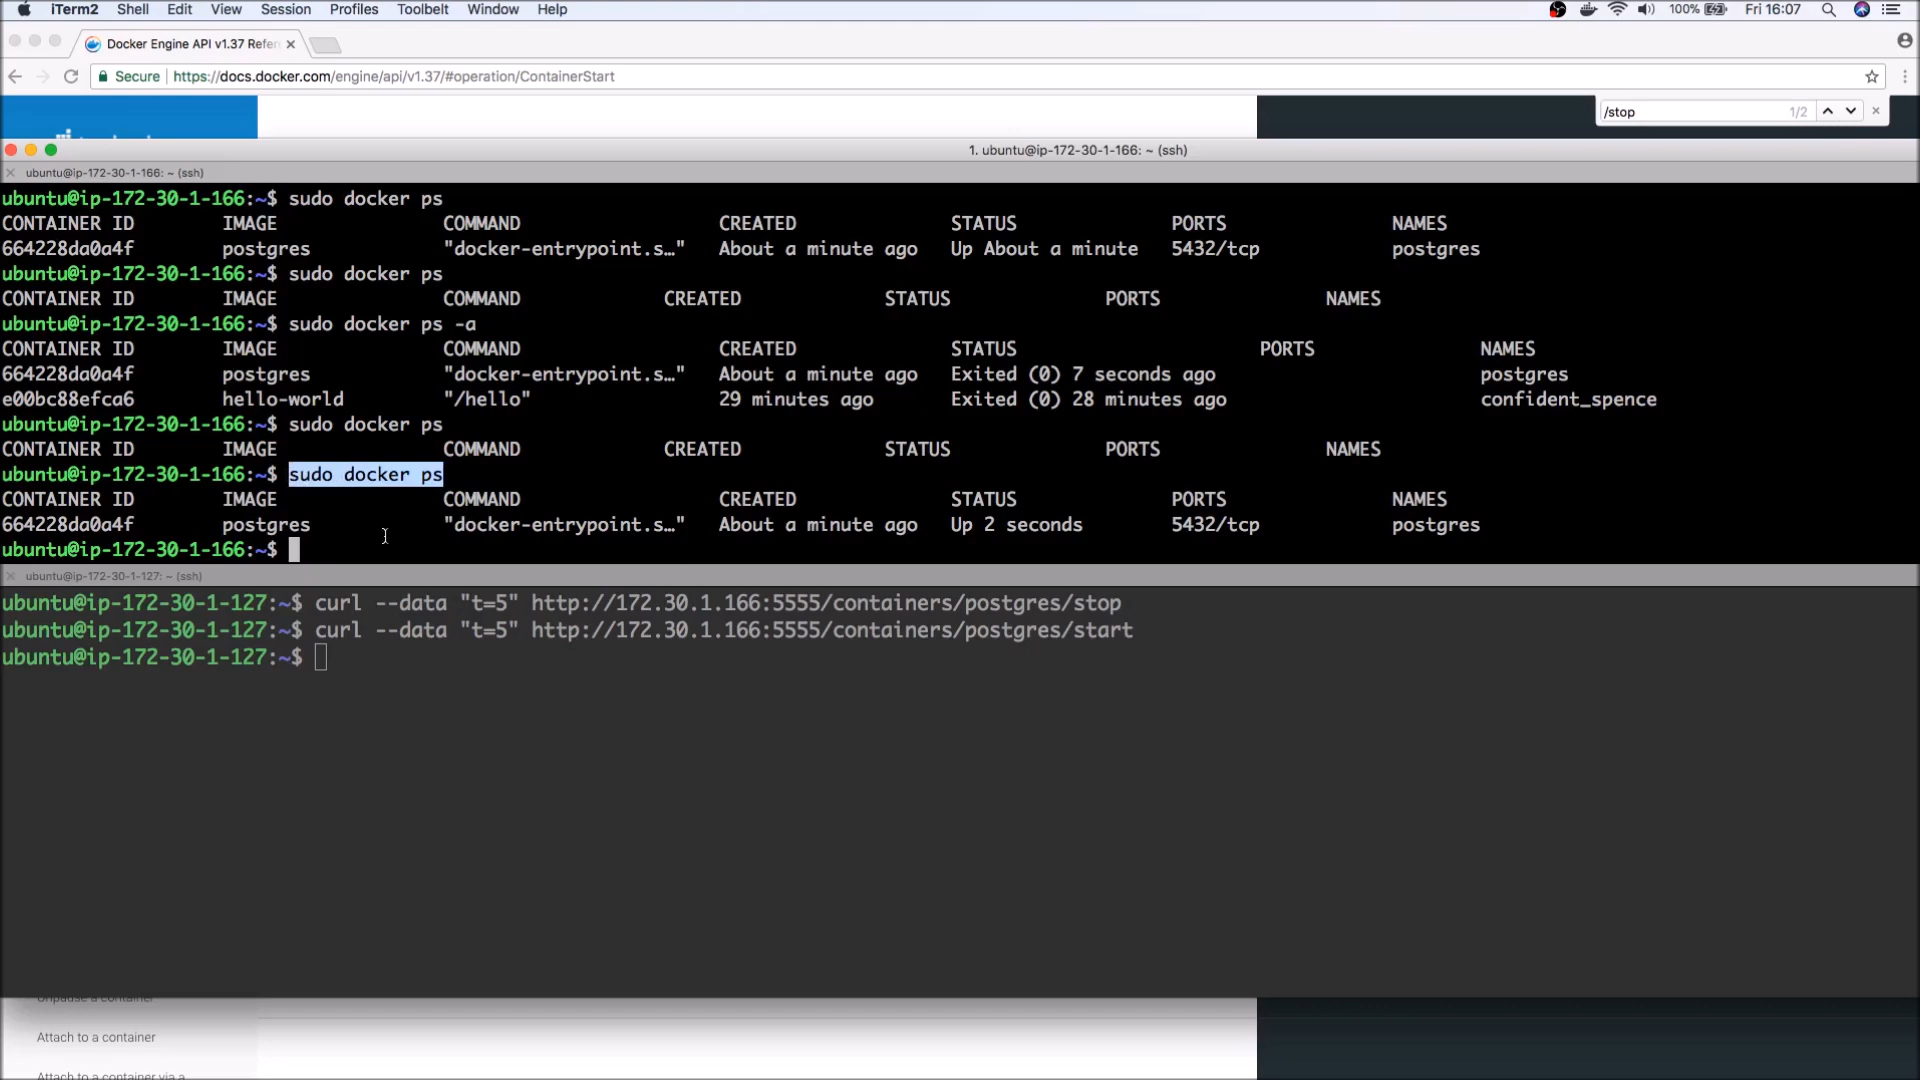 iTerm2 Shell Edit View Session Profiles Toolbelt Window Help 100% Fri 16:07
Docker Engine API v1.37 Refer
Secure https://docs.docker.com/engine/api/v1.37/#operation/ContainerStart
/stop 1/2
1. ubuntu@ip-172-30-1-166: ~ (ssh)
ubuntu@ip-172-30-1-166: ~ (ssh)
ubuntu@ip-172-30-1-166:~$ sudo docker ps
CONTAINER ID IMAGE COMMAND CREATED STATUS PORTS NAMES
664228da0a4f postgres "docker-entrypoint.s…" About a minute ago Up About a minute 5432/tcp postgres
ubuntu@ip-172-30-1-166:~$ sudo docker ps
CONTAINER ID IMAGE COMMAND CREATED STATUS PORTS NAMES
ubuntu@ip-172-30-1-166:~$ sudo docker ps -a
CONTAINER ID IMAGE COMMAND CREATED STATUS PORTS NAMES
664228da0a4f postgres "docker-entrypoint.s…" About a minute ago Exited (0) 7 seconds ago postgres
e00bc88efca6 hello-world "/hello" 29 minutes ago Exited (0) 28 minutes ago confident_spence
ubuntu@ip-172-30-1-166:~$ sudo docker ps
CONTAINER ID IMAGE COMMAND CREATED STATUS PORTS NAMES
ubuntu@ip-172-30-1-166:~$ sudo docker ps
CONTAINER ID IMAGE COMMAND CREATED STATUS PORTS NAMES
664228da0a4f postgres "docker-entrypoint.s…" About a minute ago Up 2 seconds 5432/tcp postgres
ubuntu@ip-172-30-1-166:~$
ubuntu@ip-172-30-1-127: ~ (ssh)
ubuntu@ip-172-30-1-127:~$ curl --data "t=5" http://172.30.1.166:5555/containers/postgres/stop
ubuntu@ip-172-30-1-127:~$ curl --data "t=5" http://172.30.1.166:5555/containers/postgres/start
ubuntu@ip-172-30-1-127:~$
Unpause a container
Attach to a container
Attach to a container via a